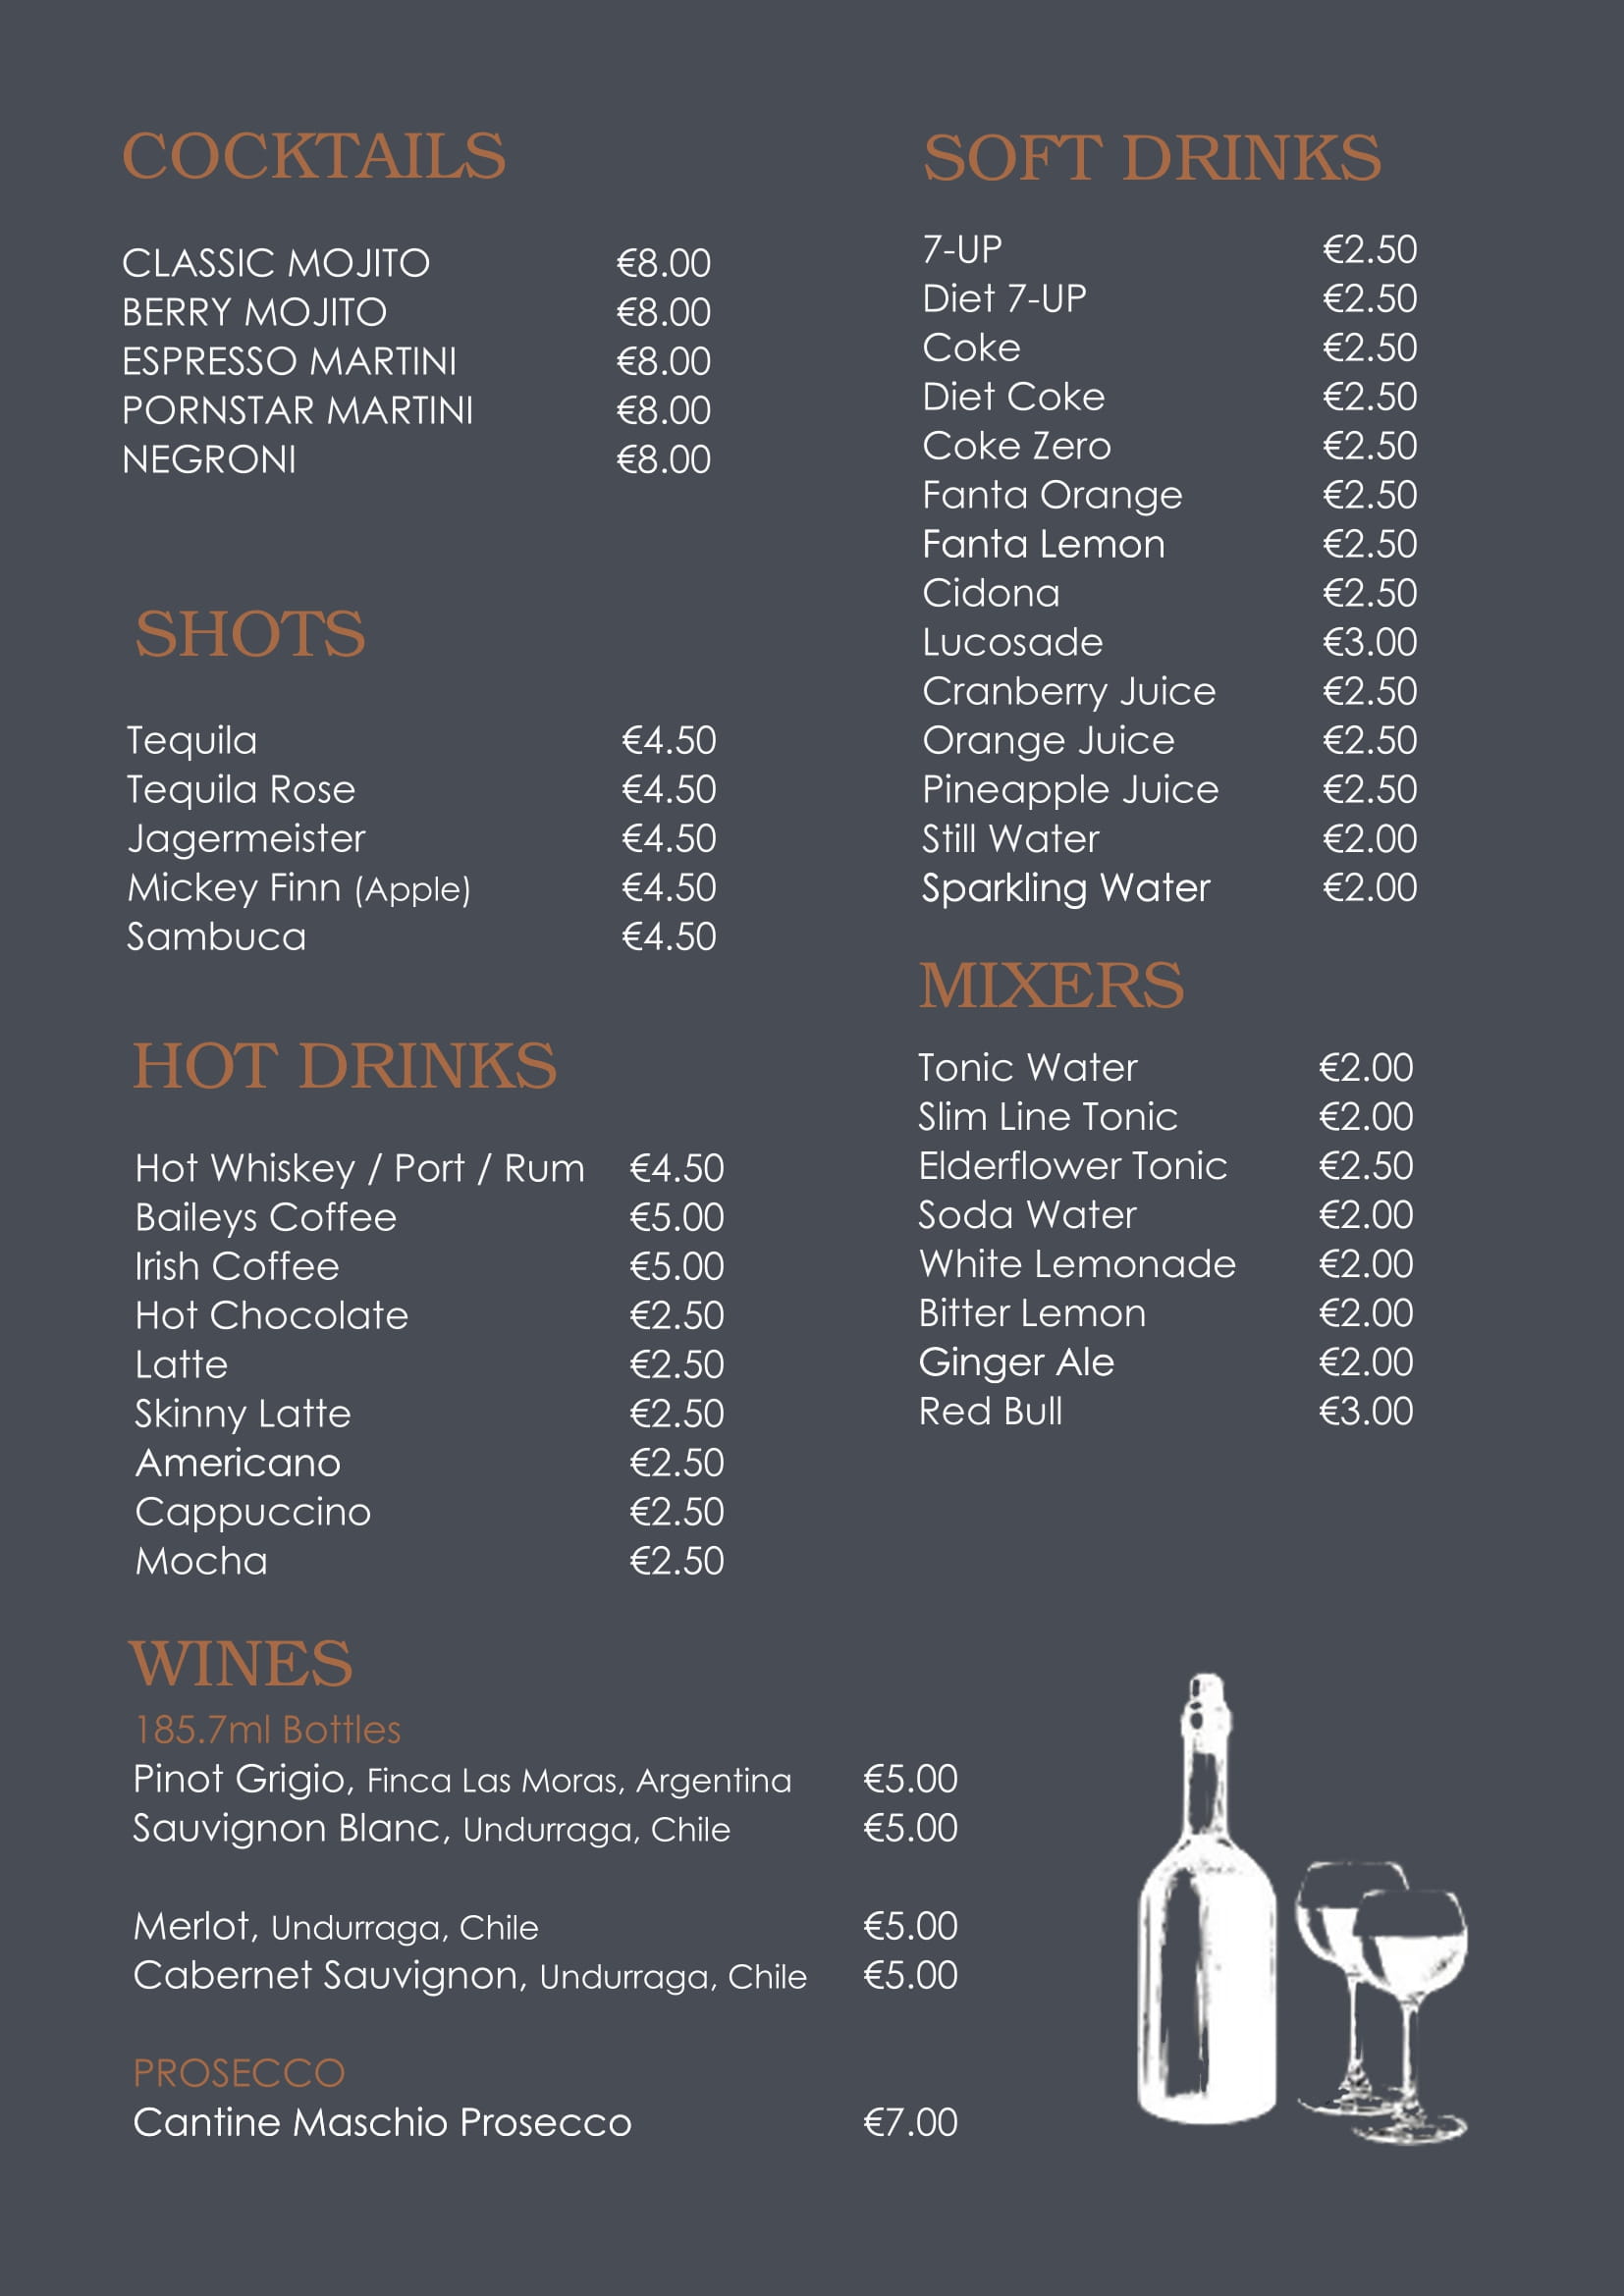 COCKTAILS
CLASSIC MOJITO €8.00
BERRY MOJITO €8.00
ESPRESSO MARTINI €8.00
PORNSTAR MARTINI €8.00
NEGRONI €8.00
SHOTS
Tequila €4.50
Tequila Rose €4.50
Jagermeister €4.50
Mickey Finn (Apple) €4.50
Sambuca €4.50
HOT DRINKS
Hot Whiskey / Port / Rum €4.50
Baileys Coffee €5.00
Irish Coffee €5.00
Hot Chocolate €2.50
Latte €2.50
Skinny Latte €2.50
Americano €2.50
Cappuccino €2.50
Mocha €2.50
SOFT DRINKS
7-UP €2.50
Diet 7-UP €2.50
Coke €2.50
Diet Coke €2.50
Coke Zero €2.50
Fanta Orange €2.50
Fanta Lemon €2.50
Cidona €2.50
Lucosade €3.00
Cranberry Juice €2.50
Orange Juice €2.50
Pineapple Juice €2.50
Still Water €2.00
Sparkling Water €2.00
MIXERS
Tonic Water €2.00
Slim Line Tonic €2.00
Elderflower Tonic €2.50
Soda Water €2.00
White Lemonade €2.00
Bitter Lemon €2.00
Ginger Ale €2.00
Red Bull €3.00
WINES
185.7ml Bottles
Pinot Grigio, Finca Las Moras, Argentina €5.00
Sauvignon Blanc, Undurraga, Chile €5.00
Merlot, Undurraga, Chile €5.00
Cabernet Sauvignon, Undurraga, Chile €5.00
PROSECCO
Cantine Maschio Prosecco €7.00